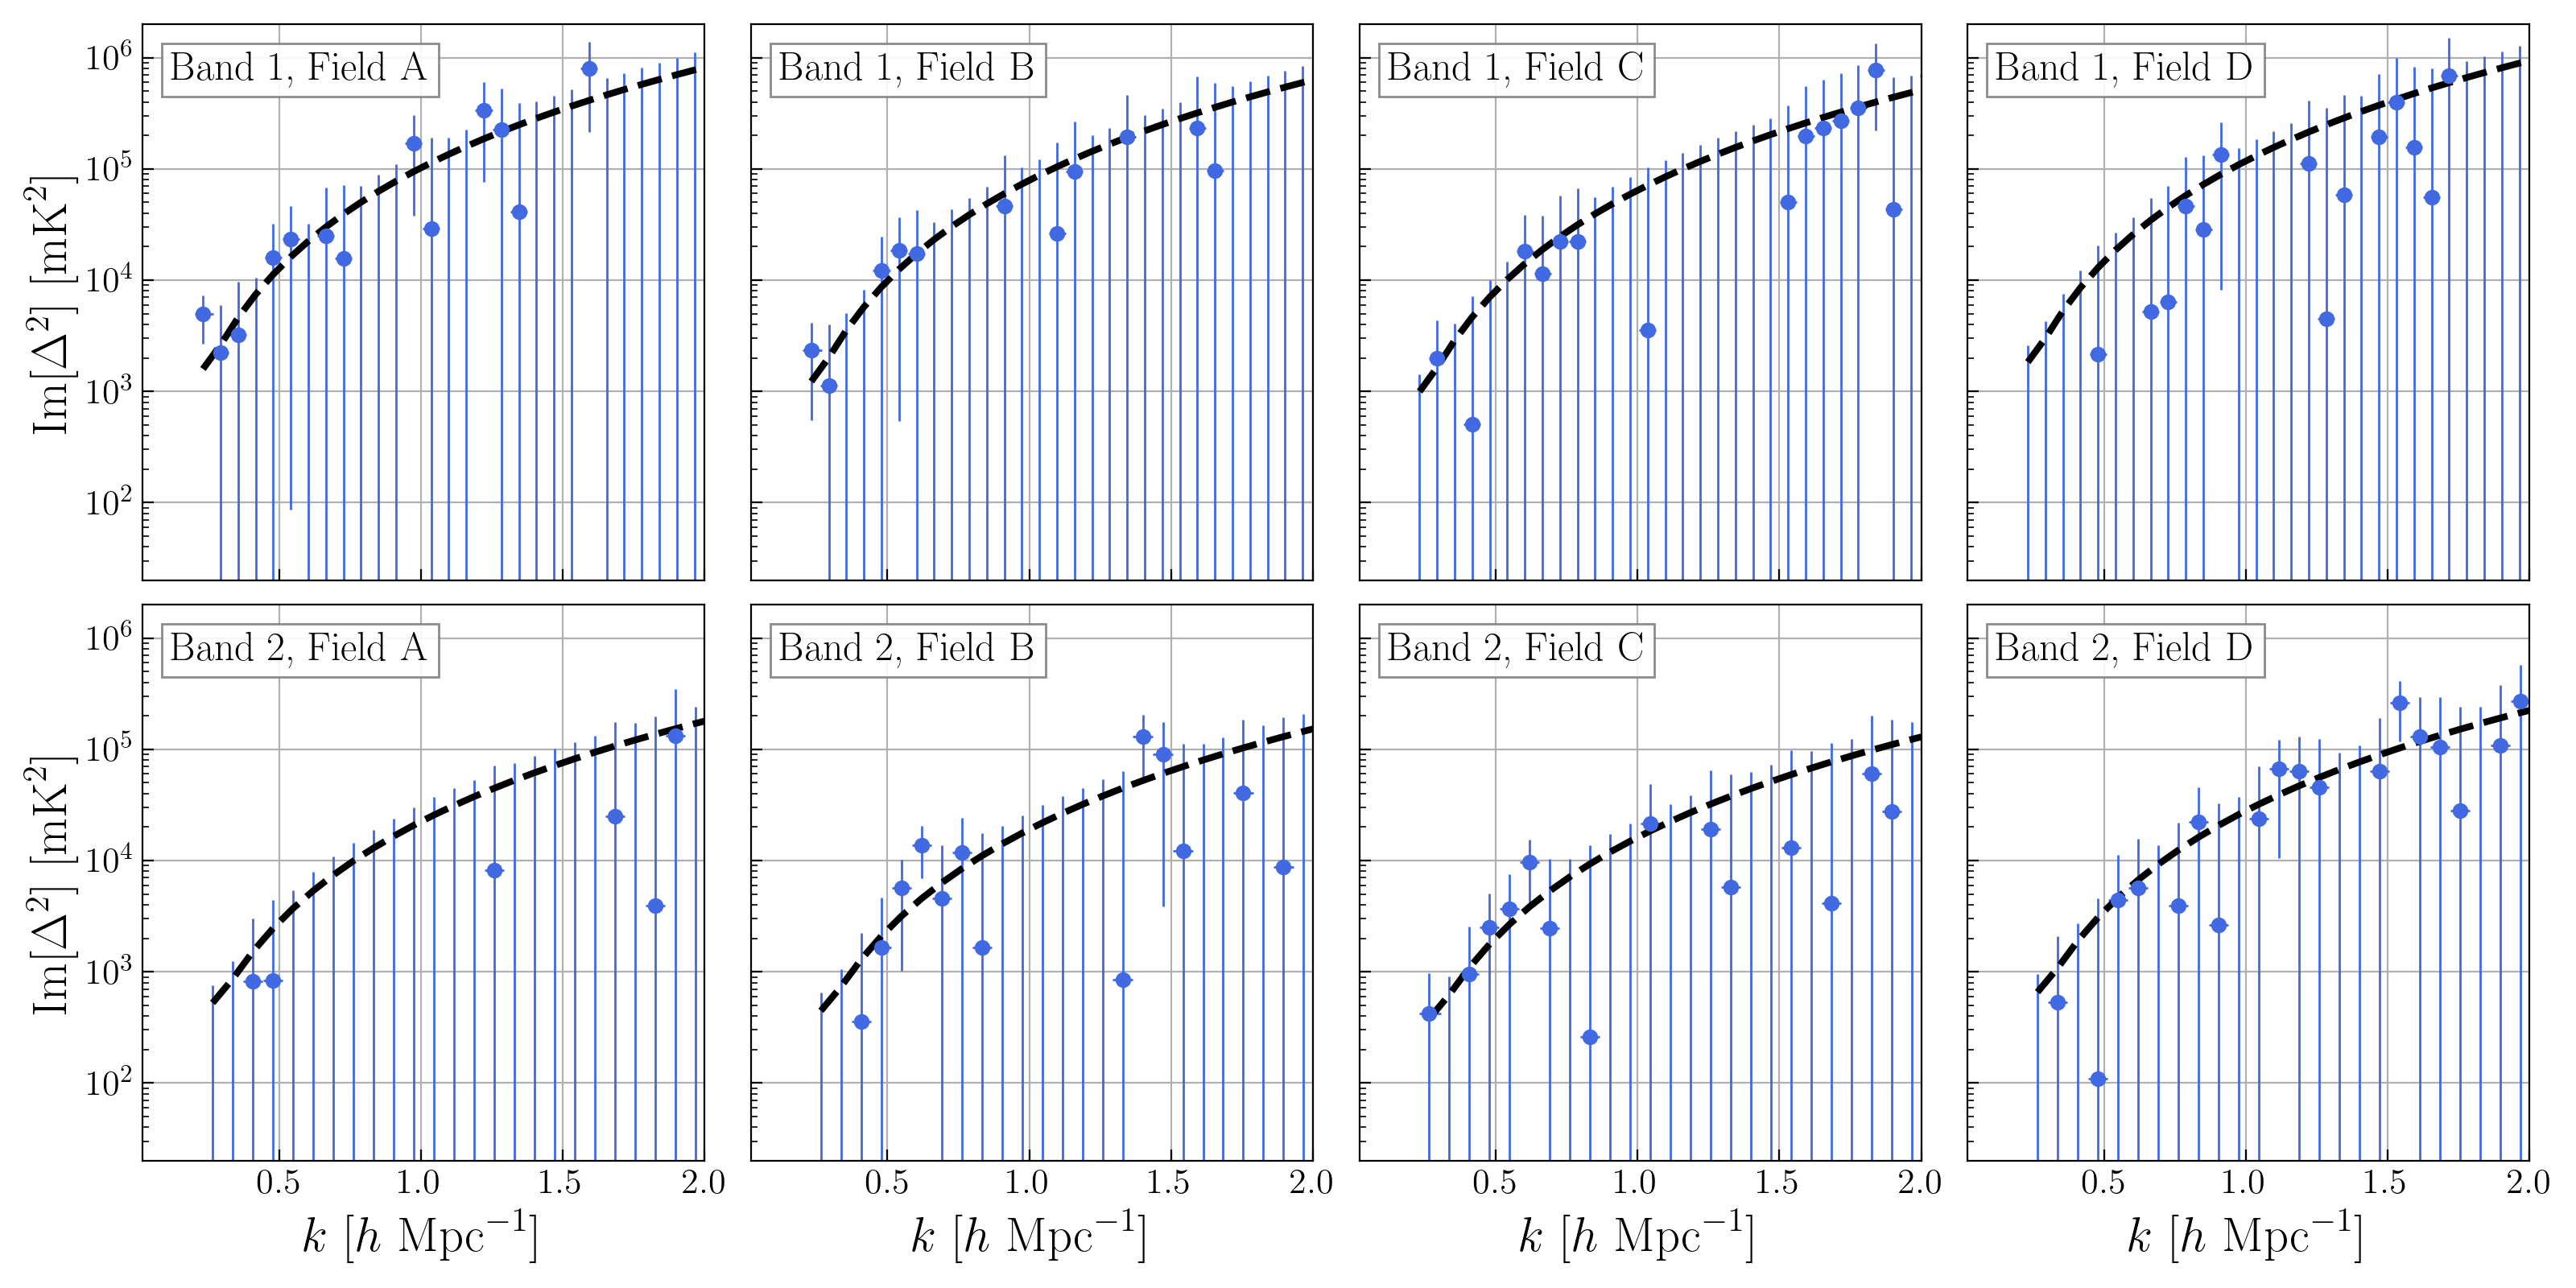 Band 1, Field A
Band 1, Field B
Band 1, Field C
Band 1, Field D
Im[Δ²] [mK²]
10⁶
10⁵
10⁴
10³
10²
Band 2, Field A
Band 2, Field B
Band 2, Field C
Band 2, Field D
Im[Δ²] [mK²]
10⁶
10⁵
10⁴
10³
10²
0.5 1.0 1.5 2.0 0.5 1.0 1.5 2.0 0.5 1.0 1.5 2.0 0.5 1.0 1.5 2.0
k [h Mpc⁻¹] k [h Mpc⁻¹] k [h Mpc⁻¹] k [h Mpc⁻¹]